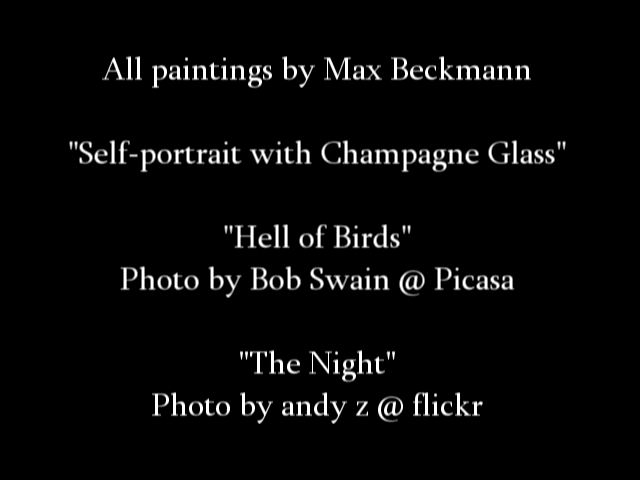 All paintings by Max Beckmann
"Self-portrait with Champagne Glass"
"Hell of Birds"
Photo by Bob Swain @ Picasa
"The Night"
Photo by andy z @ flickr